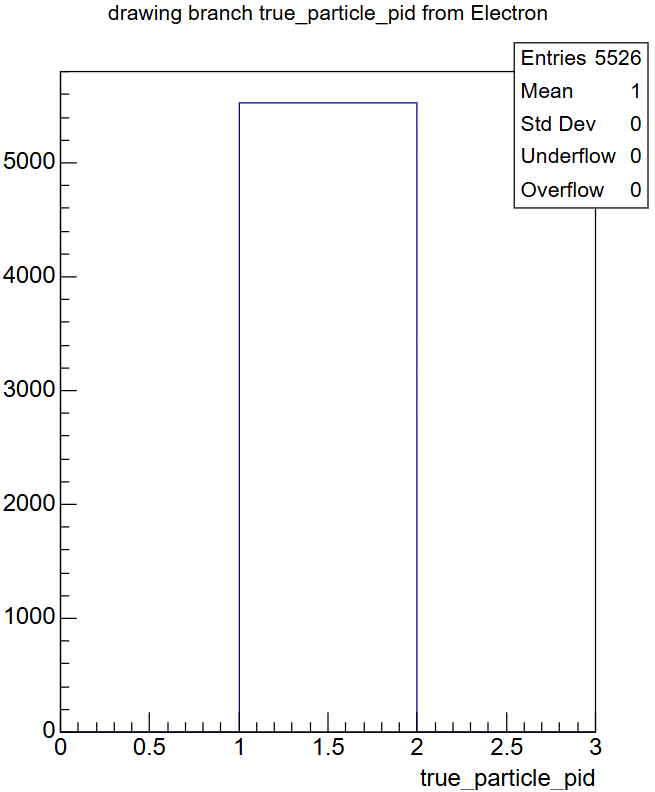 drawing branch true_particle_pid from Electron
Entries 5526
Mean 1
Std Dev 0
Underflow 0
Overflow 0
5000
4000
3000
2000
1000
0
0 0.5 1 1.5 2 2.5 3
true_particle_pid